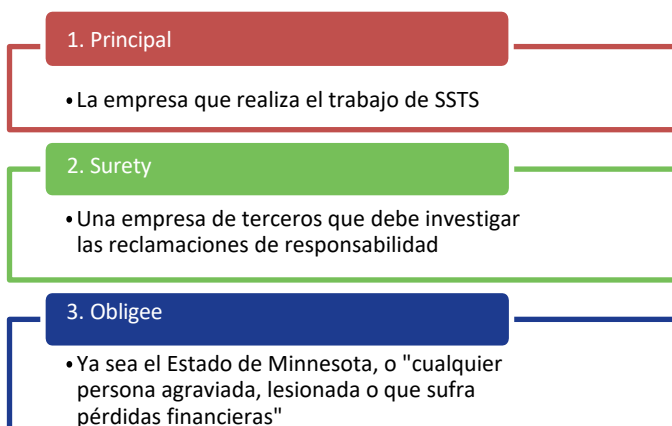 1. Principal
• La empresa que realiza el trabajo de SSTS
2. Surety
• Una empresa de terceros que debe investigar
las reclamaciones de responsabilidad
3. Obligee
• Ya sea el Estado de Minnesota, o "cualquier
persona agraviada, lesionada o que sufra
pérdidas financieras"